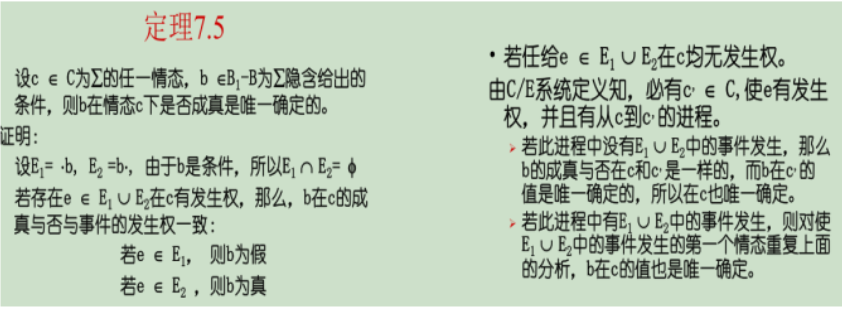 定理7.5
设c ∈ C为Σ的任一情态，b ∈B₁-B为Σ隐含给出的
条件，则b在情态c下是否成真是唯一确定的。
证明：
设E₁= ·b, E₂ =b·, 由于b是条件，所以E₁ ∩ E₂= ϕ
若存在e ∈ E₁ ∪ E₂在c有发生权，那么，b在c的成
真与否与事件的发生权一致：
若e ∈ E₁， 则b为假
若e ∈ E₂ ，则b为真
• 若任给e ∈ E₁ ∪ E₂在c均无发生权。
由C/E系统定义知，必有c' ∈ C,使e有发生
权，并且有从c到c'的进程。
➢ 若此进程中没有E₁ ∪ E₂中的事件发生，那么
b的成真与否在c和c'是一样的，而b在c'的
值是唯一确定的，所以在c也唯一确定。
➢ 若此进程中有E₁ ∪ E₂中的事件发生，则对使
E₁ ∪ E₂中的事件发生的第一个情态重复上面
的分析，b在c的值也是唯一确定。